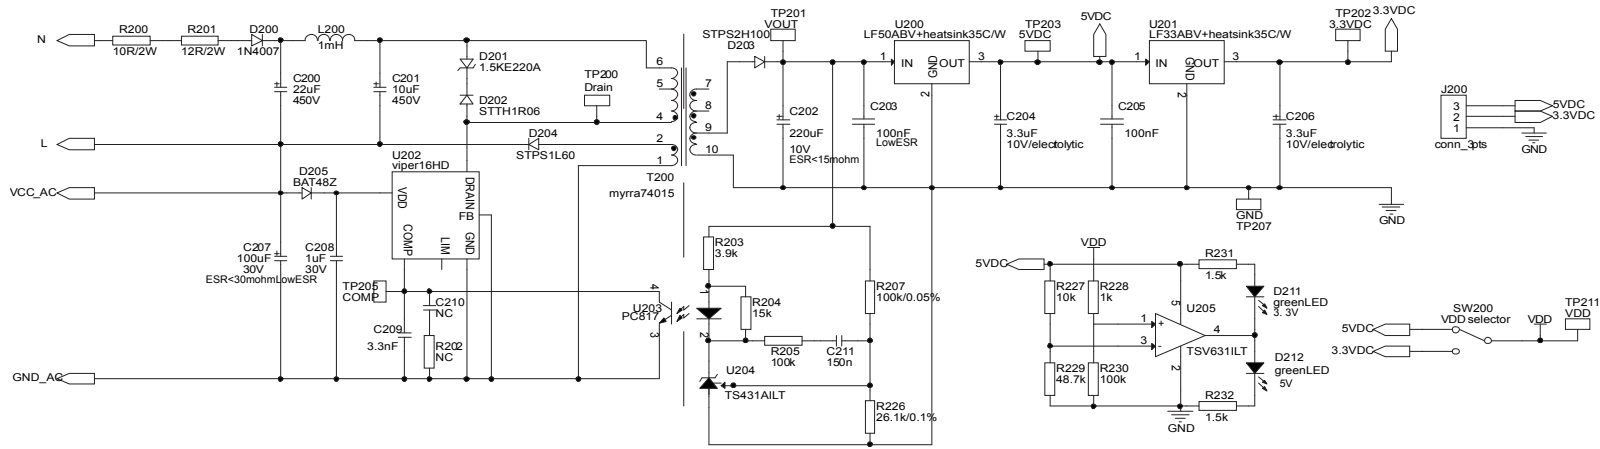 N
R200
10R/2W
R201
12R/2W
D200
1N4007
L200
1mH
C200
22uF
450V
C201
10uF
450V
D201
1.5KE220A
D202
STTH1R06
TP200
Drain
6
5
4
2
1
7
8
9
10
T200
myrra74015
STPS2H100
D203
TP201
VOUT
U200
LF50ABV+heatsink35C/W
1
IN
GND
OUT
3
2
TP203
5VDC
5VDC
U201
LF33ABV+heatsink35C/W
1
IN
GND
OUT
3
2
TP202
3.3VDC
3.3VDC
C202
220uF
10V
ESR<15mohm
C203
100nF
LowESR
C204
3.3uF
10V/electrolytic
C205
100nF
C206
3.3uF
10V/electrolytic
J200
3
2
1
conn_3pts
5VDC
3.3VDC
GND
L
D204
STPS1L60
VCC_AC
D205
BAT48Z
U202
viper16HD
VDD
DRAIN
FB
COMP
LIM
GND
C207
100uF
30V
ESR<30mohmLowESR
C208
1uF
30V
TP205
COMP
C209
3.3nF
C210
NC
R202
NC
GND_AC
4
3
U203
PC817
1
2
R203
3.9k
R204
15k
R205
100k
C211
150n
R207
100k/0.05%
U204
TS431AILT
R226
26.1k/0.1%
GND
TP207
GND
VDD
5VDC
R227
10k
R228
1k
R229
48.7k
R230
100k
1
+
3
-
5
U205
4
2
TSV631ILT
GND
R231
1.5k
D211
greenLED
3.3V
D212
greenLED
5V
R232
1.5k
SW200
VDD selector
5VDC
3.3VDC
VDD
TP211
VDD